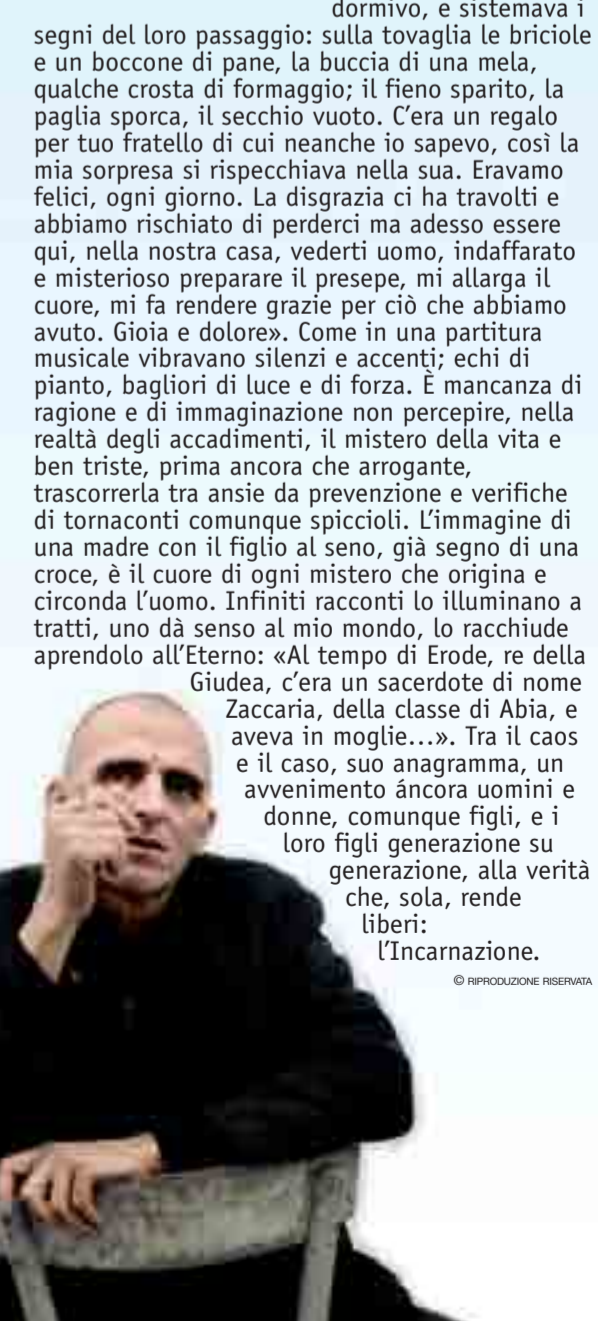 dormivo, e sistemava i
segni del loro passaggio: sulla tovaglia le briciole
e un boccone di pane, la buccia di una mela,
qualche crosta di formaggio; il fieno sparito, la
paglia sporca, il secchio vuoto. C’era un regalo
per tuo fratello di cui neanche io sapevo, così la
mia sorpresa si rispecchiava nella sua. Eravamo
felici, ogni giorno. La disgrazia ci ha travolti e
abbiamo rischiato di perderci ma adesso essere
qui, nella nostra casa, vederti uomo, indaffarato
e misterioso preparare il presepe, mi allarga il
cuore, mi fa rendere grazie per ciò che abbiamo
avuto. Gioia e dolore». Come in una partitura
musicale vibravano silenzi e accenti; echi di
pianto, bagliori di luce e di forza. È mancanza di
ragione e di immaginazione non percepire, nella
realtà degli accadimenti, il mistero della vita e
ben triste, prima ancora che arrogante,
trascorrerla tra ansie da prevenzione e verifiche
di tornaconti comunque spiccioli. L’immagine di
una madre con il figlio al seno, già segno di una
croce, è il cuore di ogni mistero che origina e
circonda l’uomo. Infiniti racconti lo illuminano a
tratti, uno dà senso al mio mondo, lo racchiude
aprendolo all’Eterno: «Al tempo di Erode, re della
Giudea, c’era un sacerdote di nome
Zaccaria, della classe di Abia, e
aveva in moglie…». Tra il caos
e il caso, suo anagramma, un
avvenimento áncora uomini e
donne, comunque figli, e i
loro figli generazione su
generazione, alla verità
che, sola, rende
liberi:
l’Incarnazione.
© RIPRODUZIONE RISERVATA